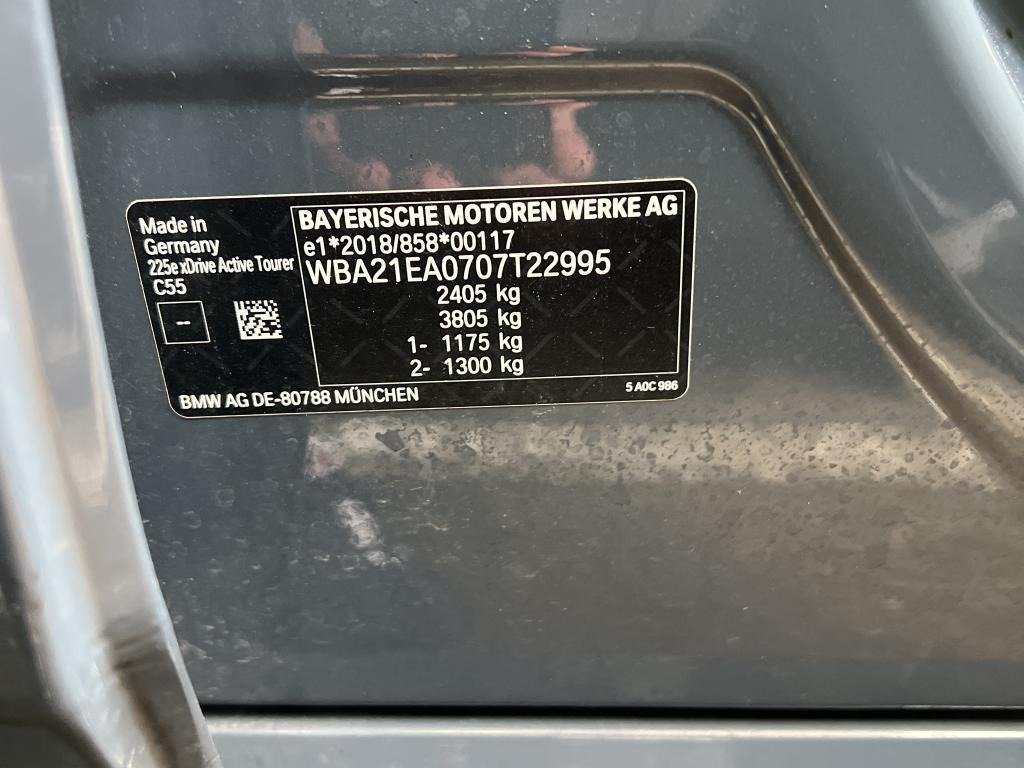 Made in
Germany
225e xDrive Active Tourer
C55
--
BAYERISCHE MOTOREN WERKE AG
e1*2018/858*00117
WBA21EA0707T22995
2405 kg
3805 kg
1- 1175 kg
2- 1300 kg
BMW AG DE-80788 MÜNCHEN
5 A0C 986